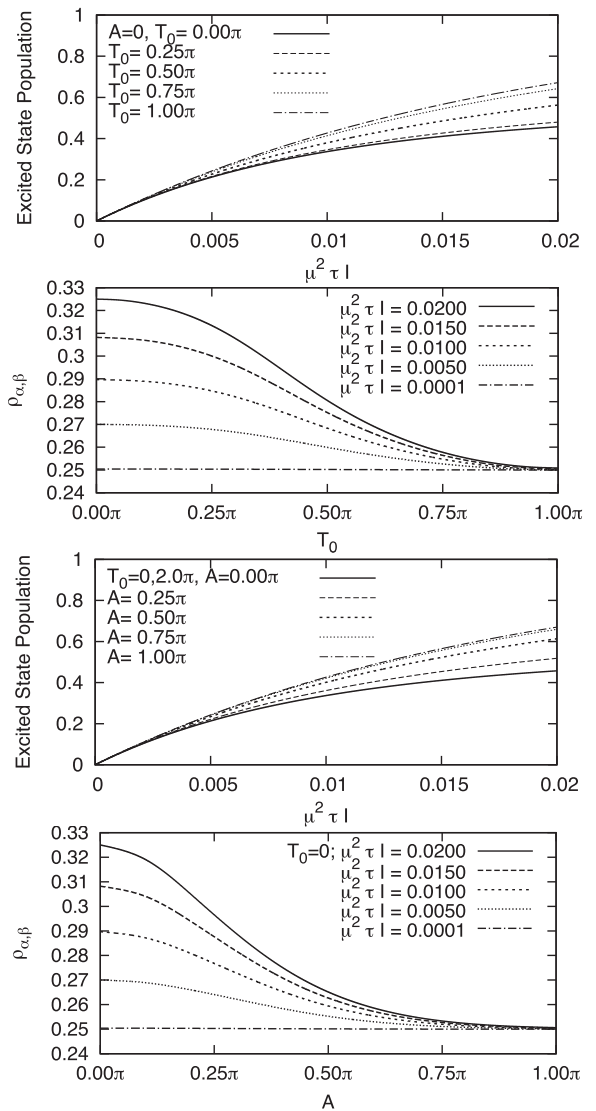 1
0.8
0.6
0.4
0.2
0
Excited State Population
A=0, T₀= 0.00π
T₀= 0.25π
T₀= 0.50π
T₀= 0.75π
T₀= 1.00π
0 0.005 0.01 0.015 0.02
μ² τ I
0.33
0.32
0.31
0.3
0.29
0.28
0.27
0.26
0.25
0.24
ρα,β
μ² τ I = 0.0200
μ² τ I = 0.0150
μ² τ I = 0.0100
μ² τ I = 0.0050
μ² τ I = 0.0001
0.00π 0.25π 0.50π 0.75π 1.00π
T₀
1
0.8
0.6
0.4
0.2
0
Excited State Population
T₀=0,2.0π, A=0.00π
A= 0.25π
A= 0.50π
A= 0.75π
A= 1.00π
0 0.005 0.01 0.015 0.02
μ² τ I
0.33
0.32
0.31
0.3
0.29
0.28
0.27
0.26
0.25
0.24
ρα,β
T₀=0; μ² τ I = 0.0200
μ² τ I = 0.0150
μ² τ I = 0.0100
μ² τ I = 0.0050
μ² τ I = 0.0001
0.00π 0.25π 0.50π 0.75π 1.00π
A